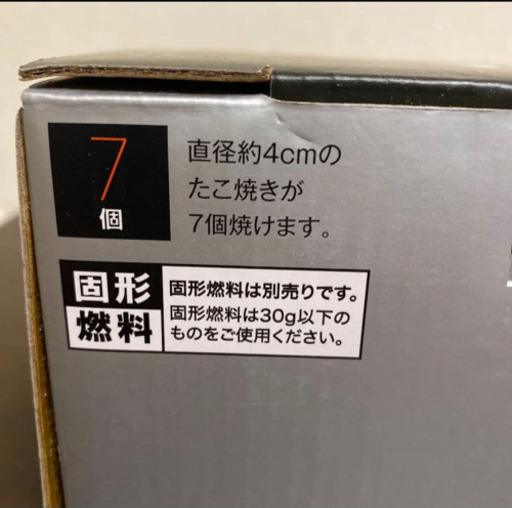 7
個
直径約4cmの
たこ焼きが
7個焼けます。
固形
燃料
固形燃料は別売りです。
固形燃料は30g以下の
ものをご使用ください。